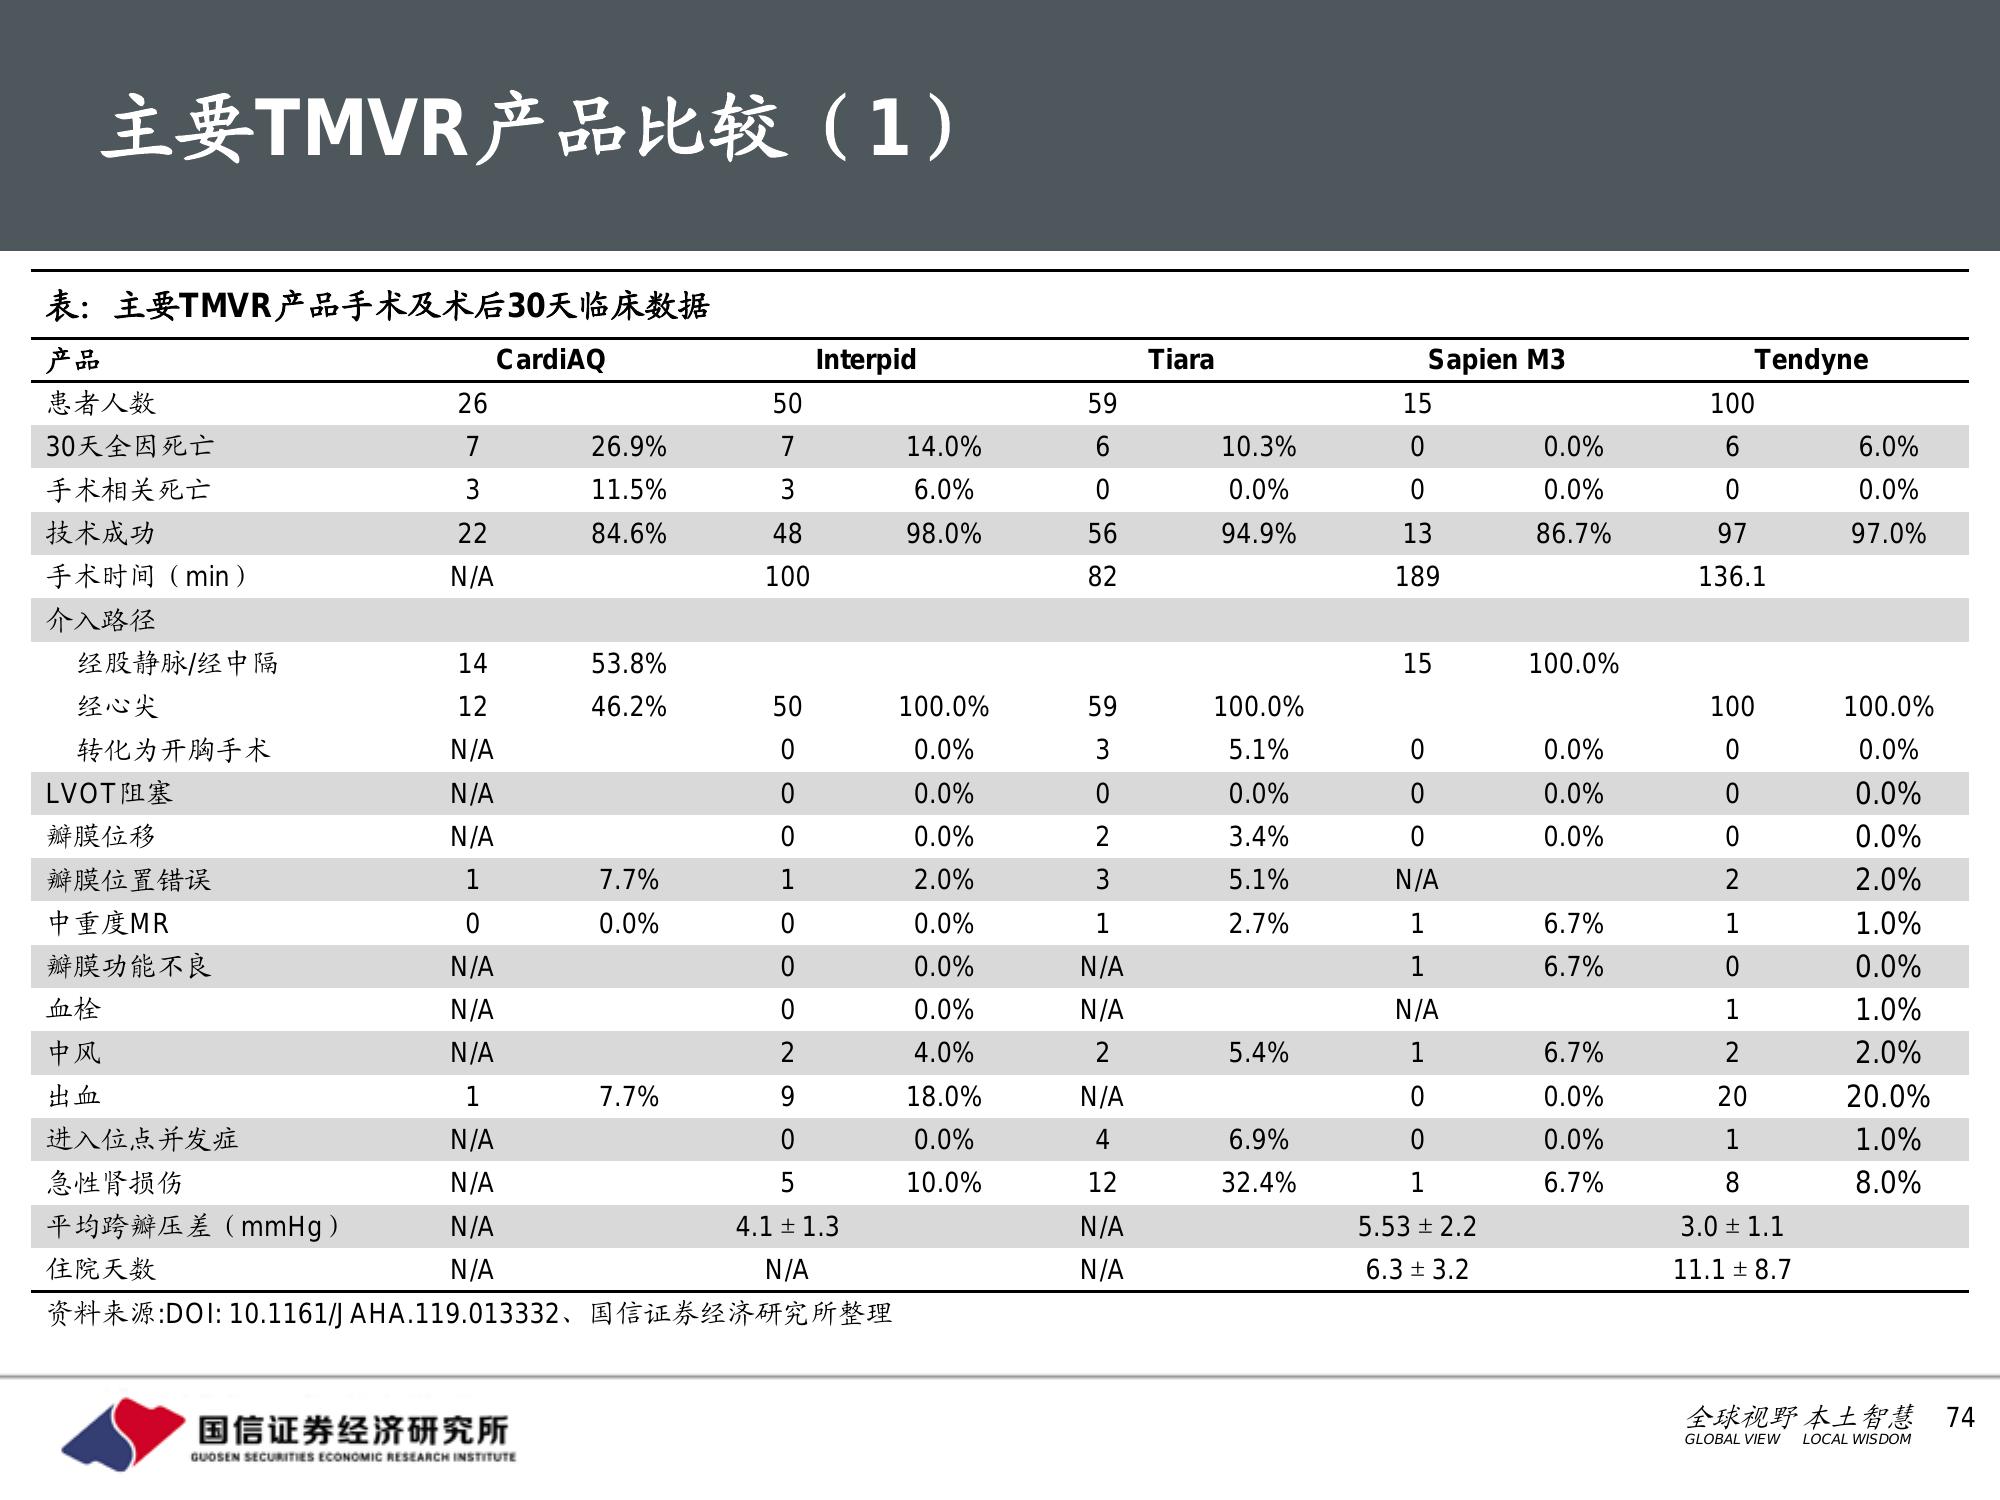 主要TMVR产品比较（1）
表： 主要TMVR产品手术及术后30天临床数据
产品 CardiAQ Interpid Tiara Sapien M3 Tendyne
患者人数 26 50 59 15 100
30天全因死亡 7 26.9% 7 14.0% 6 10.3% 0 0.0% 6 6.0%
手术相关死亡 3 11.5% 3 6.0% 0 0.0% 0 0.0% 0 0.0%
技术成功 22 84.6% 48 98.0% 56 94.9% 13 86.7% 97 97.0%
手术时间（min） N/A 100 82 189 136.1
介入路径
经股静脉/经中隔 14 53.8% 15 100.0%
经心尖 12 46.2% 50 100.0% 59 100.0% 100 100.0%
转化为开胸手术 N/A 0 0.0% 3 5.1% 0 0.0% 0 0.0%
LVOT阻塞 N/A 0 0.0% 0 0.0% 0 0.0% 0 0.0%
瓣膜位移 N/A 0 0.0% 2 3.4% 0 0.0% 0 0.0%
瓣膜位置错误 1 7.7% 1 2.0% 3 5.1% N/A 2 2.0%
中重度MR 0 0.0% 0 0.0% 1 2.7% 1 6.7% 1 1.0%
瓣膜功能不良 N/A 0 0.0% N/A 1 6.7% 0 0.0%
血栓 N/A 0 0.0% N/A N/A 1 1.0%
中风 N/A 2 4.0% 2 5.4% 1 6.7% 2 2.0%
出血 1 7.7% 9 18.0% N/A 0 0.0% 20 20.0%
进入位点并发症 N/A 0 0.0% 4 6.9% 0 0.0% 1 1.0%
急性肾损伤 N/A 5 10.0% 12 32.4% 1 6.7% 8 8.0%
平均跨瓣压差（mmHg） N/A 4.1±1.3 N/A 5.53±2.2 3.0±1.1
住院天数 N/A N/A N/A 6.3±3.2 11.1±8.7
资料来源:DOI: 10.1161/JAHA.119.013332、国信证券经济研究所整理
国信证券经济研究所
GUOSEN SECURITIES ECONOMIC RESEARCH INSTITUTE
全球视野 本土智慧 74
GLOBAL VIEW LOCAL WISDOM